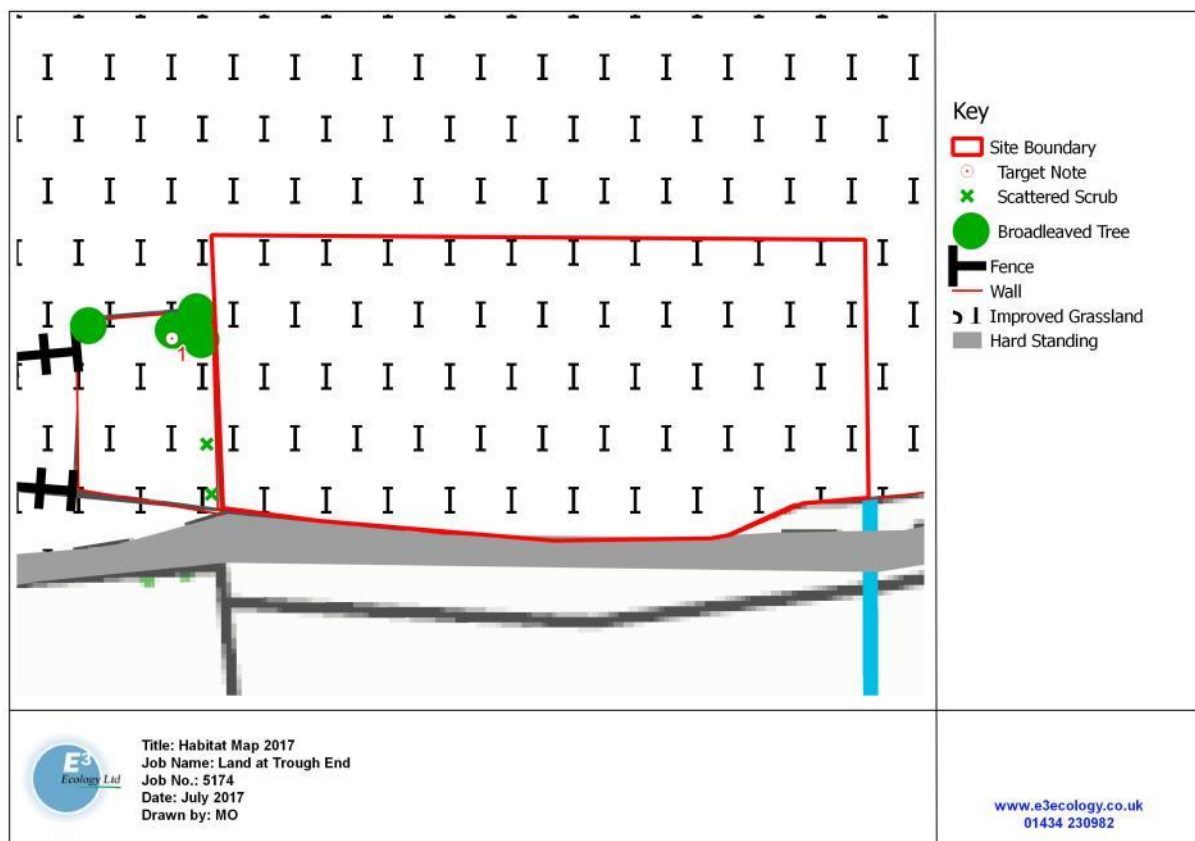 1
Key
Site Boundary
Target Note
Scattered Scrub
Broadleaved Tree
Fence
Wall
I Improved Grassland
Hard Standing
E3
Ecology Ltd
Title: Habitat Map 2017
Job Name: Land at Trough End
Job No.: 5174
Date: July 2017
Drawn by: MO
www.e3ecology.co.uk
01434 230982